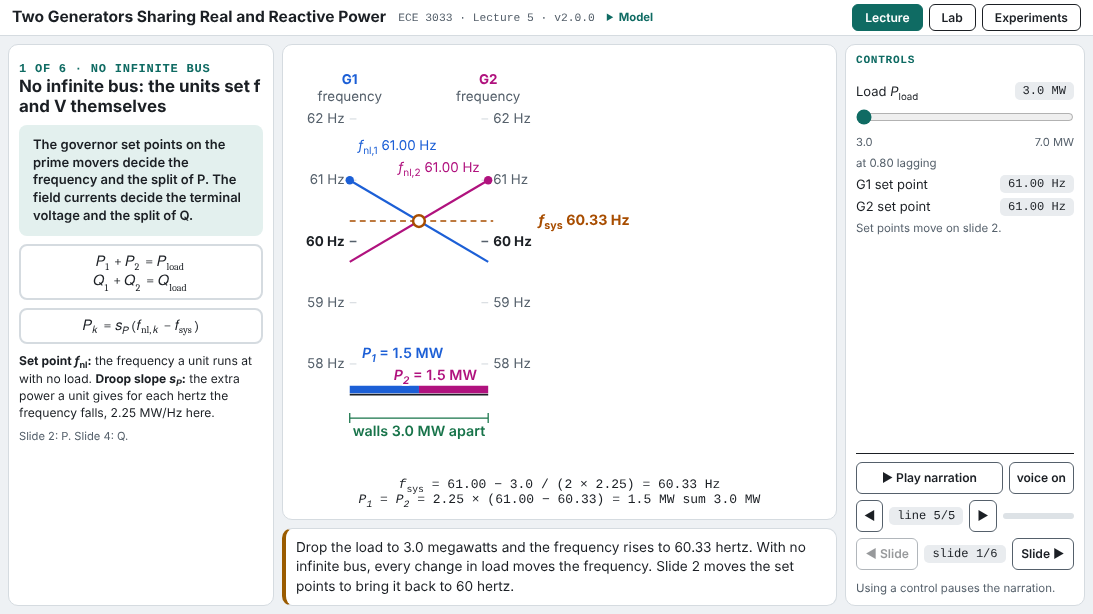 Two Generators Sharing Real and Reactive Power ECE 3033 · Lecture 5 · v2.0.0 ▶ Model
Lecture Lab Experiments
1 OF 6 · NO INFINITE BUS
No infinite bus: the units set f
and V themselves
The governor set points on the
prime movers decide the
frequency and the split of P. The
field currents decide the terminal
voltage and the split of Q.
P1 + P2 = Pload
Q1 + Q2 = Qload
Pk = sP (fnl,k − fsys)
Set point fnl: the frequency a unit runs at
with no load. Droop slope sP: the extra
power a unit gives for each hertz the
frequency falls, 2.25 MW/Hz here.
Slide 2: P. Slide 4: Q.
G1 G2
frequency frequency
62 Hz 62 Hz
fnl,1 61.00 Hz
fnl,2 61.00 Hz
61 Hz 61 Hz
fsys 60.33 Hz
60 Hz 60 Hz
59 Hz 59 Hz
P1 = 1.5 MW
58 Hz 58 Hz
P2 = 1.5 MW
walls 3.0 MW apart
fsys = 61.00 − 3.0 / (2 × 2.25) = 60.33 Hz
P1 = P2 = 2.25 × (61.00 − 60.33) = 1.5 MW sum 3.0 MW
Drop the load to 3.0 megawatts and the frequency rises to 60.33 hertz. With no
infinite bus, every change in load moves the frequency. Slide 2 moves the set
points to bring it back to 60 hertz.
CONTROLS
Load Pload 3.0 MW
3.0 7.0 MW
at 0.80 lagging
G1 set point 61.00 Hz
G2 set point 61.00 Hz
Set points move on slide 2.
▶ Play narration voice on
◀ line 5/5 ▶
◀ Slide slide 1/6 Slide ▶
Using a control pauses the narration.